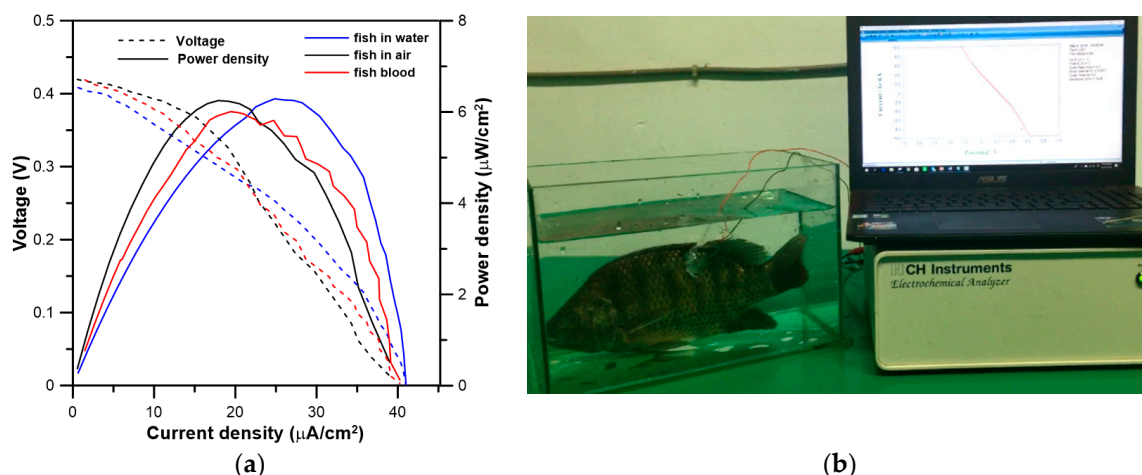 0.5
0.4
0.3
0.2
0.1
0
8
6
4
2
0
0
10
20
30
40
Voltage (V)
Power density (μW/cm²)
Current density (μA/cm²)
Voltage
Power density
fish in water
fish in air
fish blood
(a)
CH Instruments
Electrochemical Analyzer
ASUS
(b)